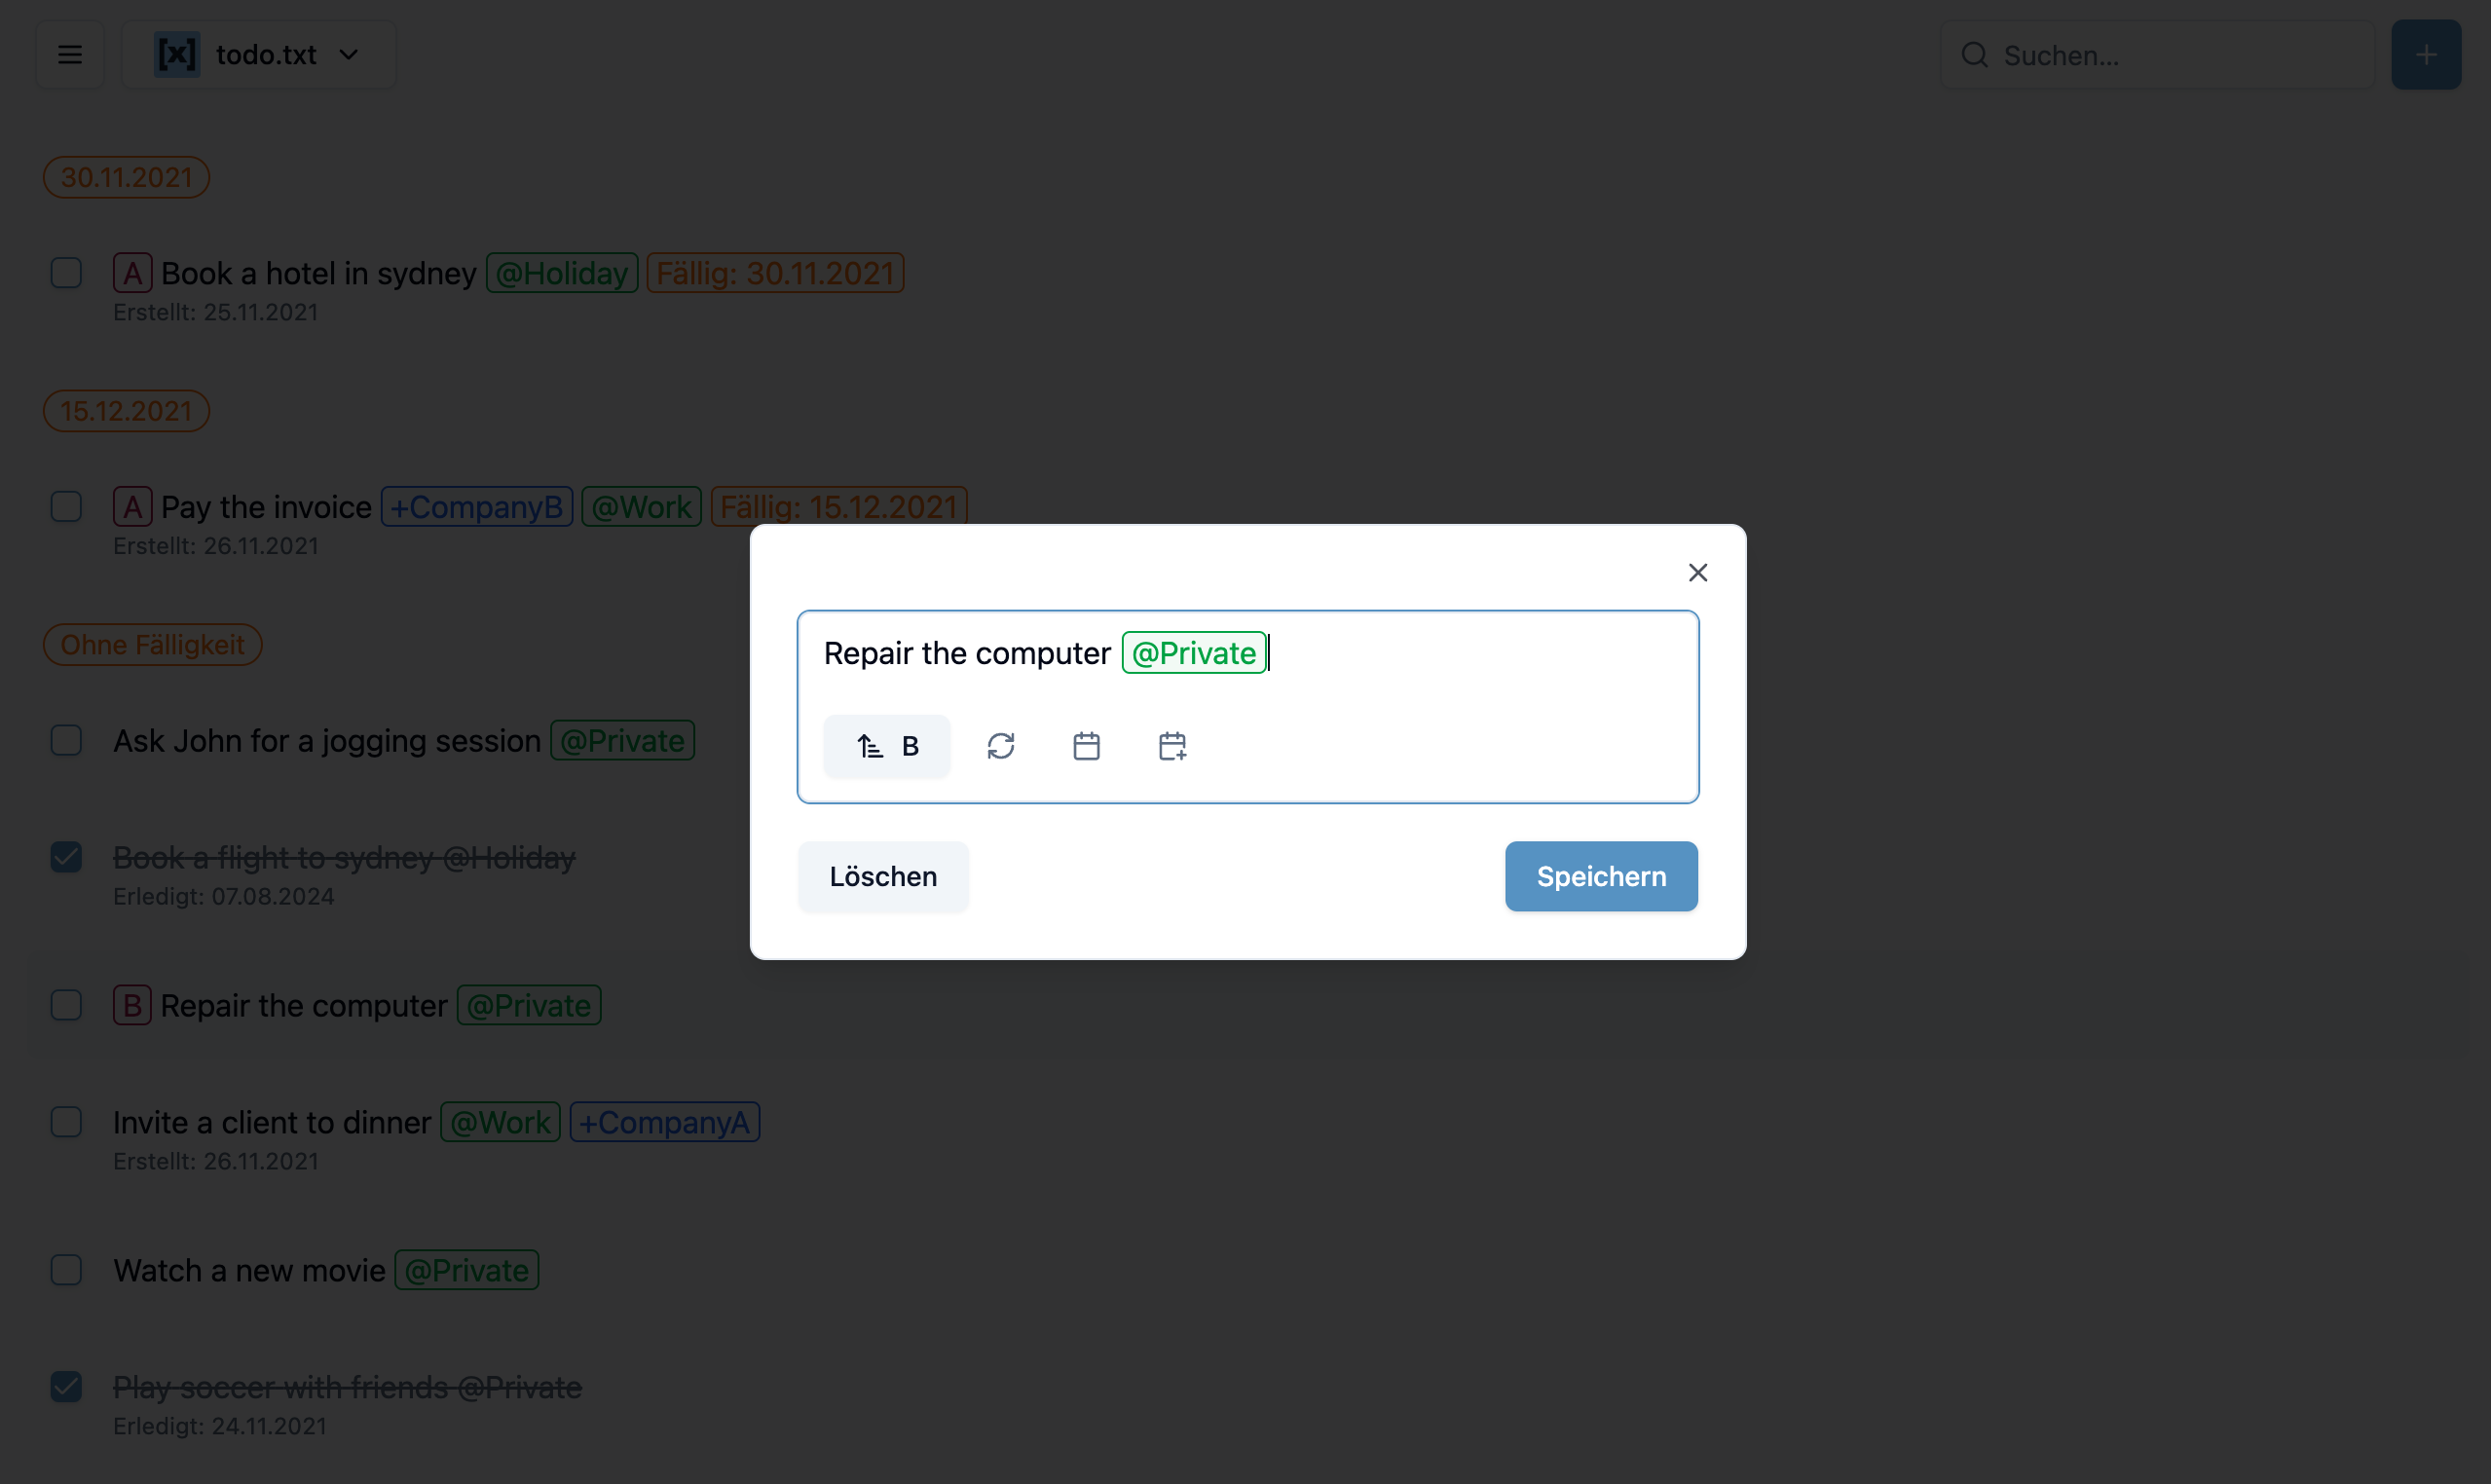 [x] todo.txt
Suchen...
30.11.2021
A Book a hotel in sydney @Holiday Fällig: 30.11.2021
Erstellt: 25.11.2021
15.12.2021
A Pay the invoice +CompanyB @Work Fällig: 15.12.2021
Erstellt: 26.11.2021
Ohne Fälligkeit
Ask John for a jogging session @Private
Book a flight to sydney @Holiday
Erledigt: 07.08.2024
B Repair the computer @Private
Invite a client to dinner @Work +CompanyA
Erstellt: 26.11.2021
Watch a new movie @Private
Play soccer with friends @Private
Erledigt: 24.11.2021
Repair the computer @Private
B
Löschen
Speichern